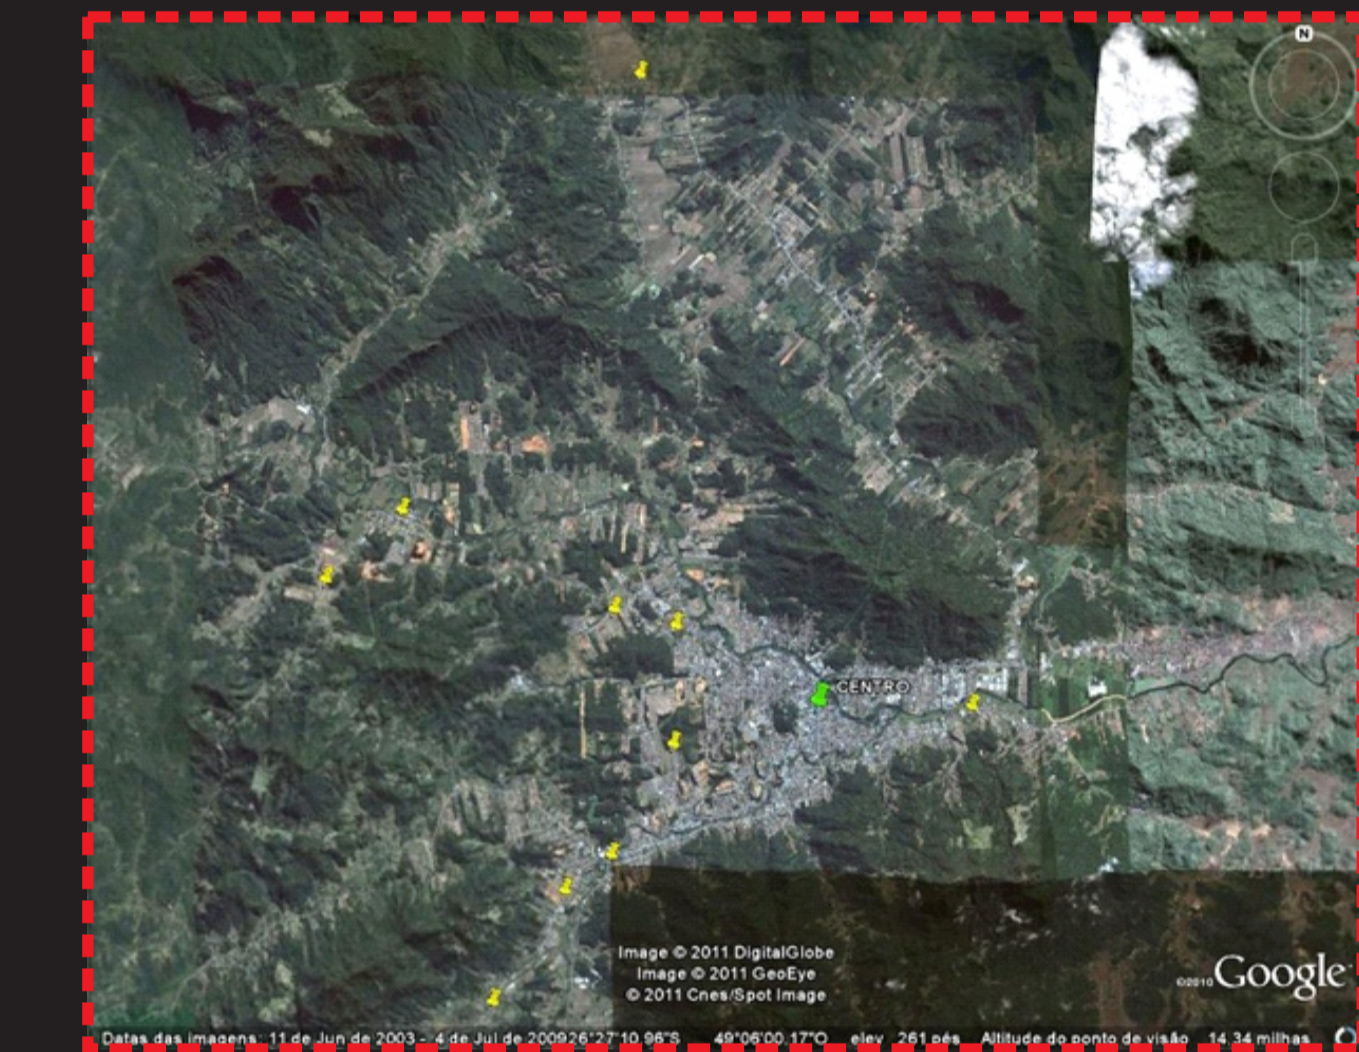 N
CENTRO
Image © 2011 DigitalGlobe
Image © 2011 GeoEye
© 2011 Cnes/Spot Image
©2010 Google
Datas das imagens: 11 de Jun de 2003 - 4 de Jul de 2009 26°27'10.96"S 49°06'00.17"O elev 261 pés Altitude do ponto de visão 14.34 milhas